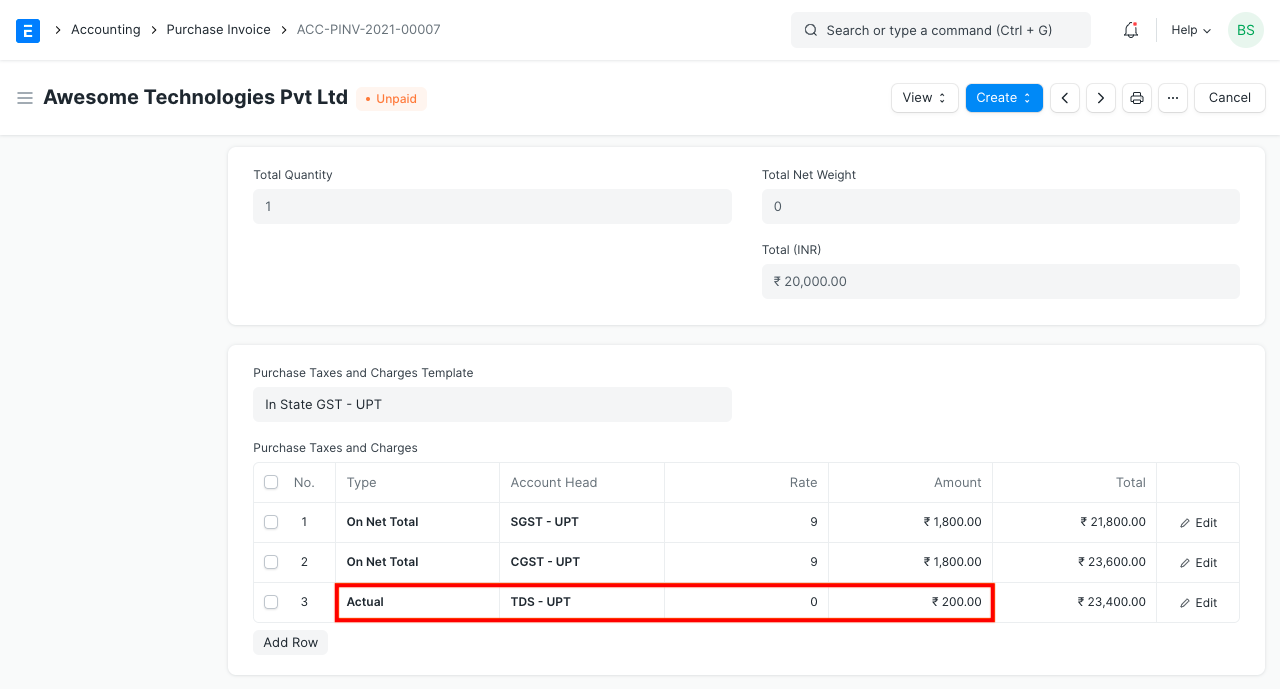 E Accounting Purchase Invoice ACC-PINV-2021-00007 Search or type a command (Ctrl + G) Help BS
Awesome Technologies Pvt Ltd • Unpaid View Create ... Cancel
Total Quantity Total Net Weight
1 0
Total (INR)
₹ 20,000.00
Purchase Taxes and Charges Template
In State GST - UPT
Purchase Taxes and Charges
No. Type Account Head Rate Amount Total
1 On Net Total SGST - UPT 9 ₹ 1,800.00 ₹ 21,800.00 Edit
2 On Net Total CGST - UPT 9 ₹ 1,800.00 ₹ 23,600.00 Edit
3 Actual TDS - UPT 0 ₹ 200.00 ₹ 23,400.00 Edit
Add Row